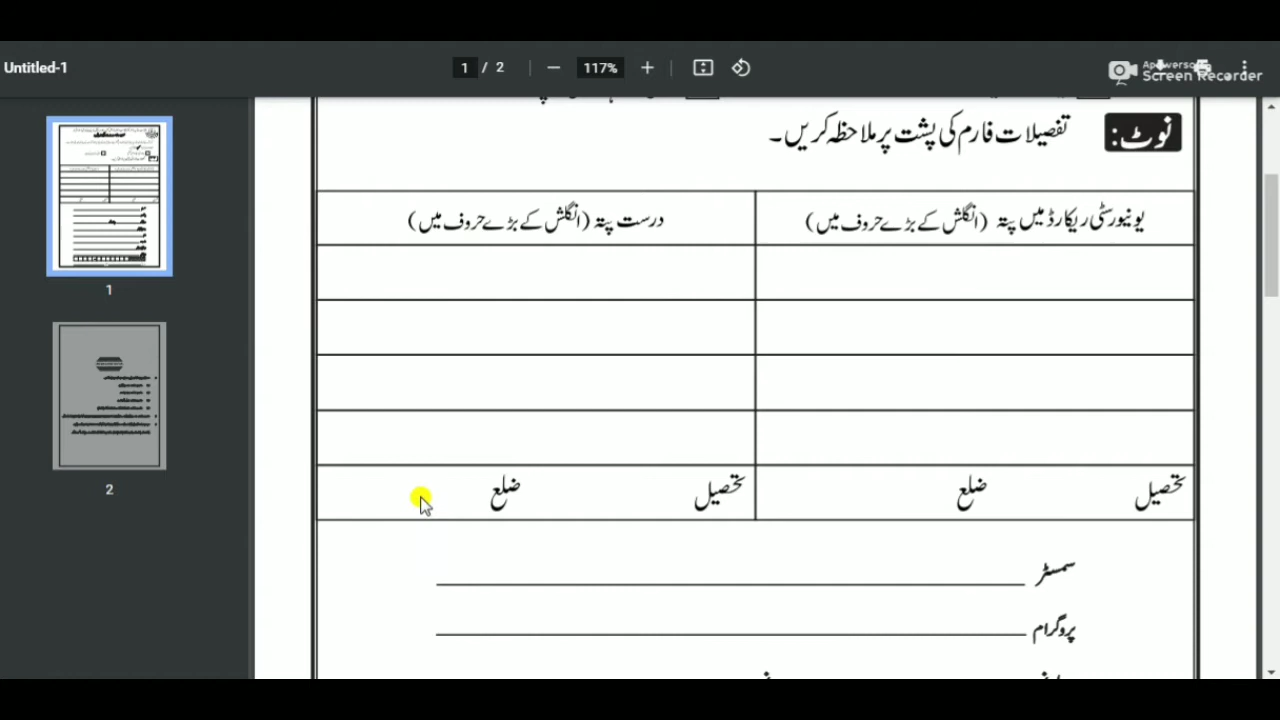 Untitled-1
1 / 2
117%
Apowersoft
Screen Recorder
نوٹ: تفصیلات فارم کی پشت پر ملاحظہ کریں۔
یونیورسٹی ریکارڈ میں پتہ (انگلش کے بڑے حروف میں)
درست پتہ (انگلش کے بڑے حروف میں)
تحصیل ضلع
تحصیل ضلع
سمسٹر
پروگرام
1
2